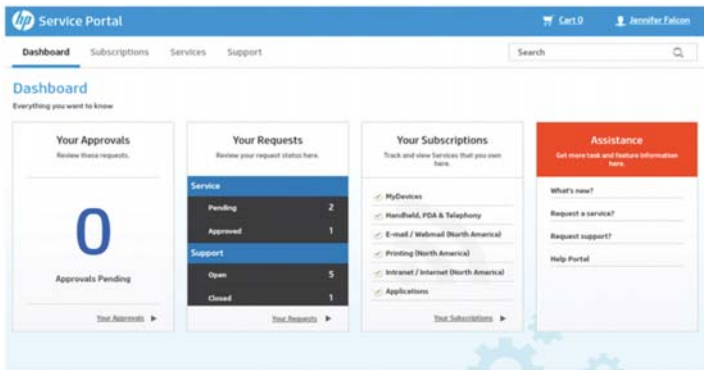 hp Service Portal
Cart 0
Jennifer Falcon
Dashboard Subscriptions Services Support
Search
Dashboard
Everything you want to know
Your Approvals
Review these requests.
0
Approvals Pending
Your Approvals
Your Requests
Review your request status here.
Service
Pending 2
Approved 1
Support
Open 5
Closed 1
Your Requests
Your Subscriptions
Track and view Services that you own
here.
MyDevices
Handheld, PDA & Telephony
E-mail / Webmail (North America)
Printing (North America)
Intranet / Internet (North America)
Applications
Your Subscriptions
Assistance
Get more task and feature information
here.
What's new?
Request a service?
Request support?
Help Portal